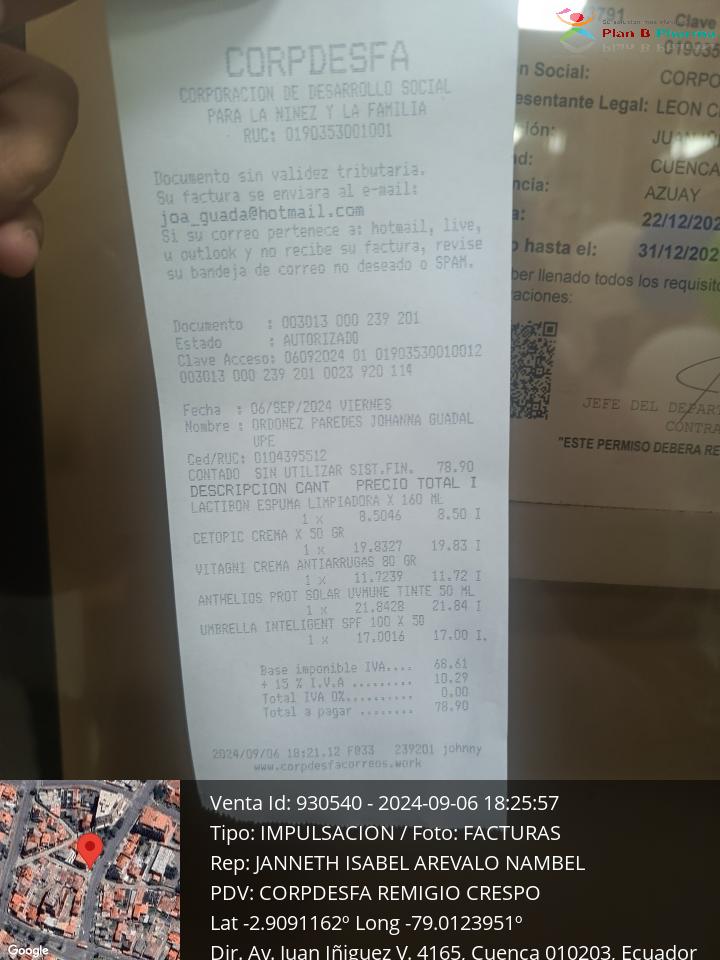 CORPDESFA
CORPORACION DE DESARROLLO SOCIAL
PARA LA NINEZ Y LA FAMILIA
RUC: 0190353001001
Documento sin validez tributaria.
Su factura se enviara al e-mail:
joa_guada@hotmail.com
Si su correo pertenece a: hotmail, live,
u outlook y no recibe su factura, revise
su bandeja de correo no deseado o SPAM.
Documento : 003013 000 239 201
Estado : AUTORIZADO
Clave Acceso: 06092024 01 01903530010012
003013 000 239 201 0023 920 114
Fecha : 06/SEP/2024 VIERNES
Nombre : ORDONEZ PAREDES JOHANNA GUADAL
UPE
Ced/RUC: 0104395512
CONTADO SIN UTILIZAR SIST.FIN. 78.90
DESCRIPCION CANT PRECIO TOTAL I
LACTIBON ESPUMA LIMPIADORA X 160 ML
1 x 8.5046 8.50 I
CETOPIC CREMA X 50 GR
1 x 19.8327 19.83 I
VITAGNI CREMA ANTIARRUGAS 80 GR
1 x 11.7239 11.72 I
ANTHELIOS PROT SOLAR UVMUNE TINTE 50 ML
1 x 21.8428 21.84 I
UMBRELLA INTELIGENT SPF 100 X 50
1 x 17.0016 17.00 I.
Base imponible IVA.... 68.61
+ 15 % I.V.A ......... 10.29
Total IVA 0%.......... 0.00
Total a pagar ........ 78.90
2024/09/06 18:21.12 F033 239201 johnny
www.corpdesfacorreos.work
Plan B Pharma
Clave
n Social: CORPO
esentante Legal: LEON C
ión:
CUENCA
ncia: AZUAY
a: 22/12/202
o hasta el: 31/12/202
ber llenado todos los requisito
aciones:
JEFE DEL DEPAR
CONTRA
"ESTE PERMISO DEBERA RE
Venta Id: 930540 - 2024-09-06 18:25:57
Tipo: IMPULSACION / Foto: FACTURAS
Rep: JANNETH ISABEL AREVALO NAMBEL
PDV: CORPDESFA REMIGIO CRESPO
Lat -2.9091162º Long -79.0123951º
Dir. Av. Juan Iñiguez V. 4165, Cuenca 010203, Ecuador
Google